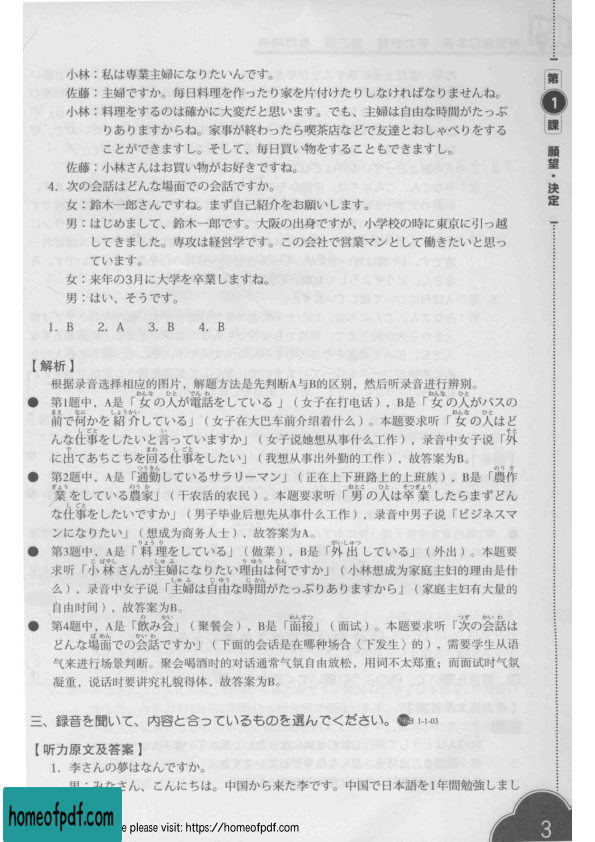 小林：私は専業主婦になりたいんです。
佐藤：主婦ですか。毎日料理を作ったり家を片付けたりしなければなりませんね。
小林：料理をするのは確かに大変だと思います。でも、主婦は自由な時間がたっぷ
りありますからね。家事が終わったら喫茶店などで友達とおしゃべりをする
ことができますし。そして、毎日買い物をすることもできますし。
佐藤：小林さんはお買い物がお好きですね。
4. 次の会話はどんな場面での会話ですか。
女：鈴木一郎さんですね。まず自己紹介をお願いします。
男：はじめまして、鈴木一郎です。大阪の出身ですが、小学校の時に東京に引っ越
してきました。専攻は経営学です。この会社で営業マンとして働きたいと思っ
ています。
女：来年の3月に大学を卒業しますね。
男：はい、そうです。
1. B 2. A 3. B 4. B
【解析】
根据录音选择相应的图片，解题方法是先判断A与B的区别，然后听录音进行辨别。
● 第1题中，A是「女の人が電話をしている」（女子在打电话），B是「女の人がバスの
前で何かを紹介している」（女子在大巴车前介绍着什么）。本题要求听「女の人はど
んな仕事をしたいと言っていますか」（女子说她想从事什么工作），录音中女子说「外
に出てあちこちを回る仕事をしたい」（我想从事出外勤的工作），故答案为B。
● 第2题中，A是「通勤しているサラリーマン」（正在上下班路上的上班族），B是「農作
業をしている農家」（干农活的农民）。本题要求听「男の人は卒業したらまずどん
な仕事をしたいですか」（男子毕业后想先从事什么工作），录音中男子说「ビジネスマ
ンになりたい」（想成为商务人士），故答案为A。
● 第3题中，A是「料理をしている」（做菜），B是「外出している」（外出）。本题要
求听「小林さんが主婦になりたい理由は何ですか」（小林想成为家庭主妇的理由是什
么），录音中女子说「主婦は自由な時間がたっぷりありますから」（家庭主妇有大量的
自由时间），故答案为B。
● 第4题中，A是「飲み会」（聚餐会），B是「面接」（面试）。本题要求听「次の会話は
どんな場面での会話ですか」（下面的会话是在哪种场合〈下发生〉的），需要学生从语
气来进行场景判断。聚会喝酒时的对话通常气氛自由放松，用词不太郑重；而面试时气氛
凝重，说话时要讲究礼貌得体，故答案为B。
三、録音を聞いて、内容と合っているものを選んでください。 1-1-03
【听力原文及答案】
1. 李さんの夢はなんですか。
男：みなさん、こんにちは。中国から来た李です。中国で日本語を1年間勉強しまし
第1課 願望・決定
3
homeofpdf.com
e please visit: https://homeofpdf.com